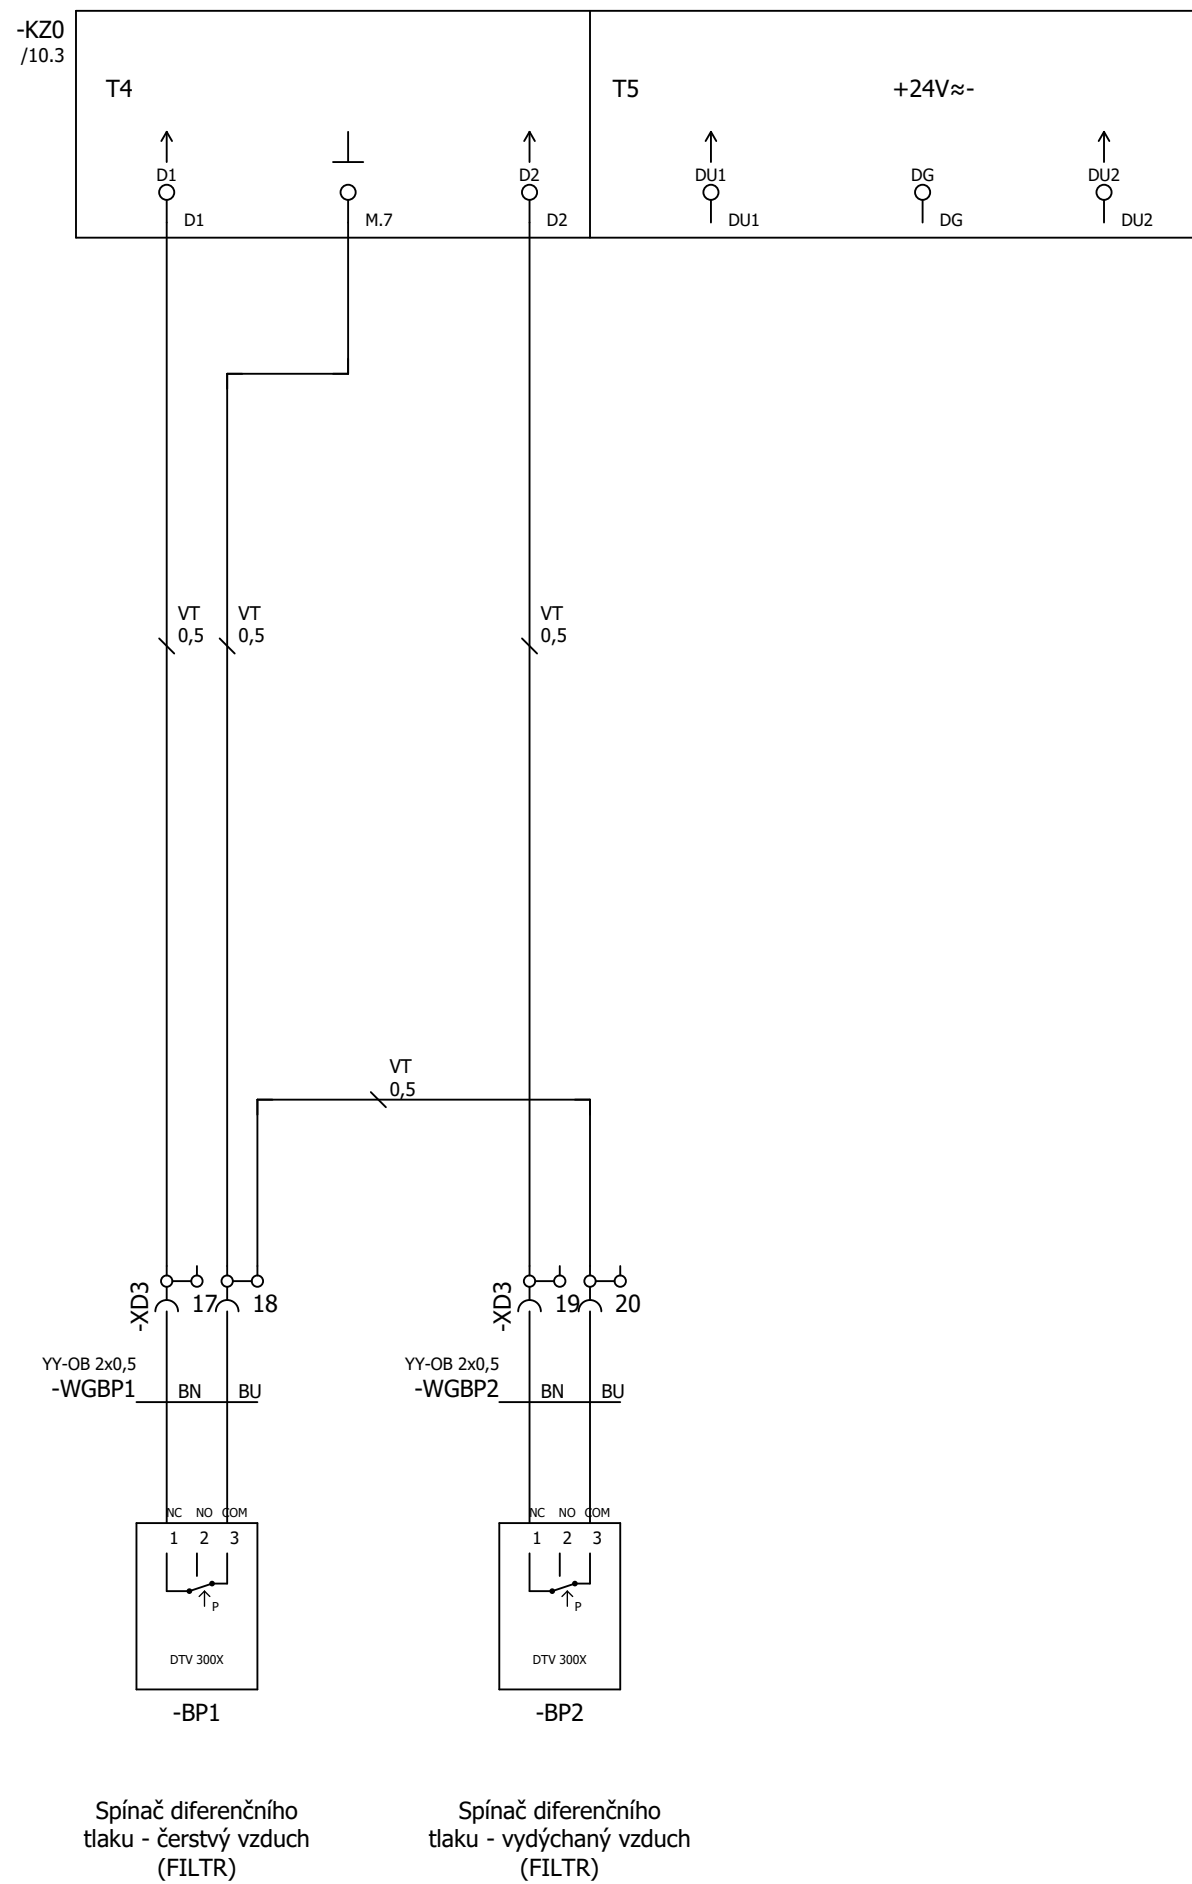 -KZ0
/10.3
T4
T5
+24V≈-
D1
D2
DU1
DG
DU2
D1
M.7
D2
DU1
DG
DU2
VT
0,5
VT
0,5
VT
0,5
VT
0,5
-XD3
17
18
-XD3
19
20
YY-OB 2x0,5
-WGBP1
BN
BU
YY-OB 2x0,5
-WGBP2
BN
BU
NC NO COM
1 2 3
P
DTV 300X
-BP1
NC NO COM
1 2 3
P
DTV 300X
-BP2
Spínač diferenčního
tlaku - čerstvý vzduch
(FILTR)
Spínač diferenčního
tlaku - vydýchaný vzduch
(FILTR)